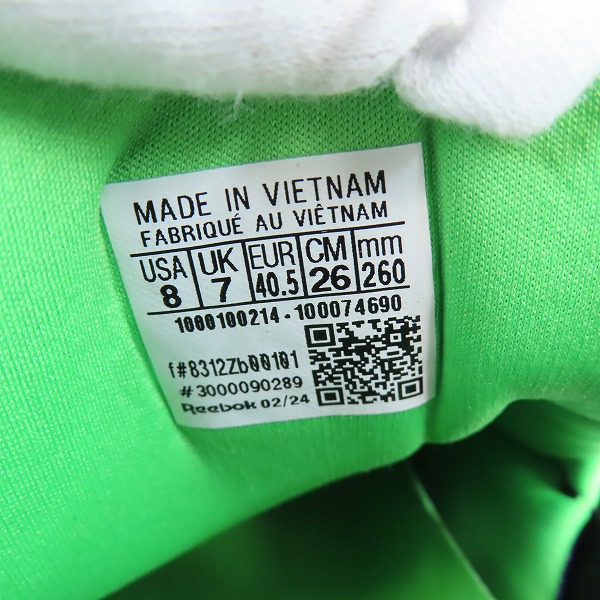 MADE IN VIETNAM
FABRIQUÉ AU VIÊTNAM
USA UK EUR CM mm
8 7 40.5 26 260
1000100214-100074690
f#8312Zb00101
#3000090289
Reebok 02/24